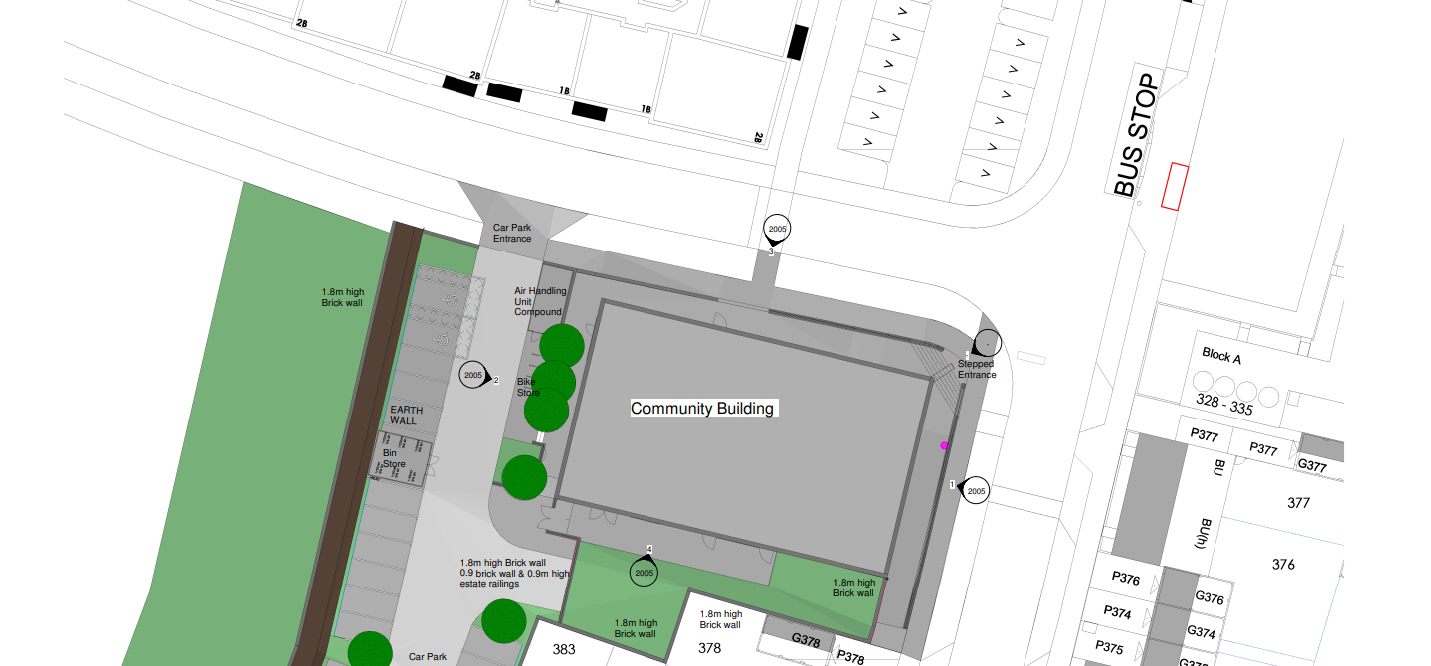 2B
2B
1B
1B
2B
BUS STOP
Car Park
Entrance
2005
3
1.8m high
Brick wall
Air Handling
Unit
Compound
Stepped
Entrance
Block A
328 - 335
2005
2
Bike
Store
Community Building
EARTH
WALL
Bin
Store
P377
P377
G377
BU
BU(h)
377
376
1
2005
4
2005
1.8m high Brick wall
0.9 brick wall & 0.9m high
estate railings
1.8m high
Brick wall
1.8m high
Brick wall
1.8m high
Brick wall
P376
G376
P374
G374
P375
G375
383
378
G378
P378
Car Park